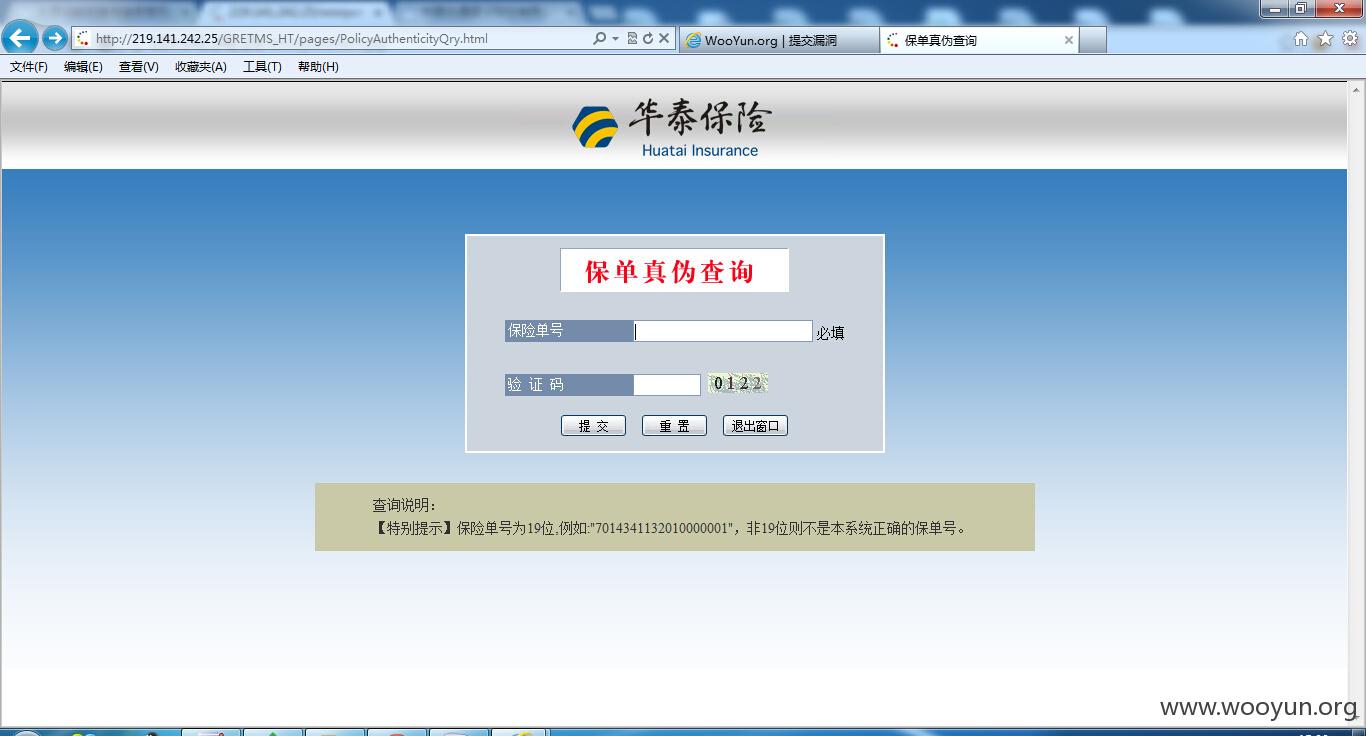 http://219.141.242.25/GRETMS_HT/pages/PolicyAuthenticityQry.html
WooYun.org | 提交漏洞
保单真伪查询
文件(F) 编辑(E) 查看(V) 收藏夹(A) 工具(T) 帮助(H)
华泰保险
Huatai Insurance
保单真伪查询
保险单号 必填
验 证 码 0122
提 交 重 置 退出窗口
查询说明：
【特别提示】保险单号为19位,例如:"7014341132010000001"，非19位则不是本系统正确的保单号。
www.wooyun.org